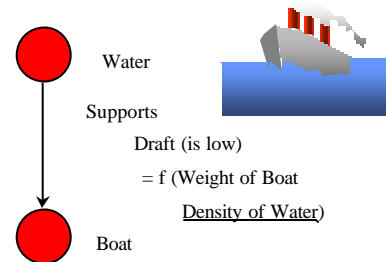 Water
Supports
Draft (is low)
= f (Weight of Boat
Density of Water)
Boat